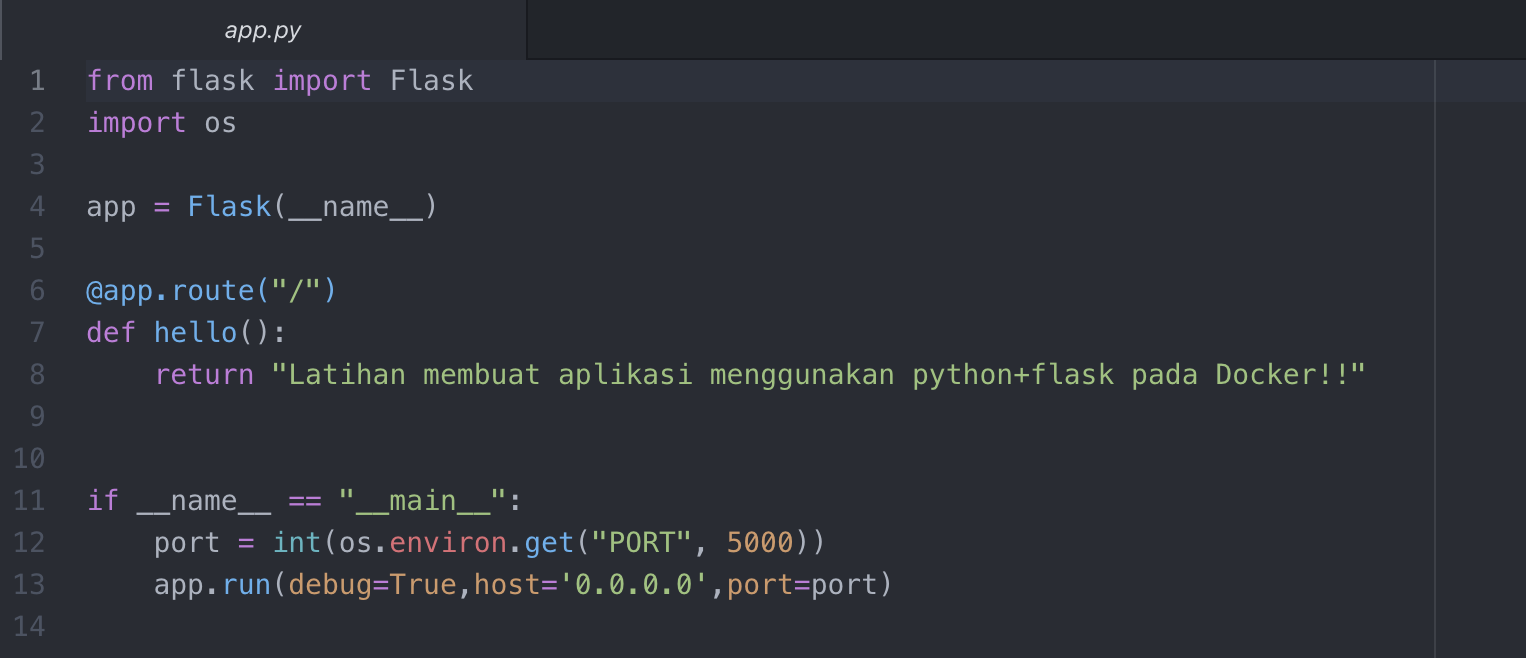 app.py
1 from flask import Flask
2 import os
3
4 app = Flask(__name__)
5
6 @app.route("/")
7 def hello():
8     return "Latihan membuat aplikasi menggunakan python+flask pada Docker!!"
9
10
11 if __name__ == "__main__":
12     port = int(os.environ.get("PORT", 5000))
13     app.run(debug=True,host='0.0.0.0',port=port)
14